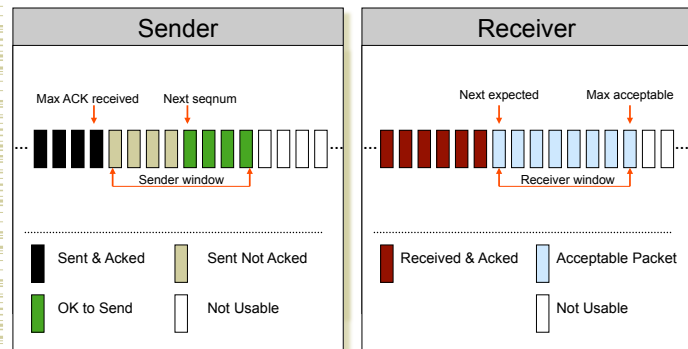 Sender
Max ACK received
Next seqnum
...
...
Sender window
Sent & Acked
Sent Not Acked
OK to Send
Not Usable
Receiver
Next expected
Max acceptable
...
...
Receiver window
Received & Acked
Acceptable Packet
Not Usable